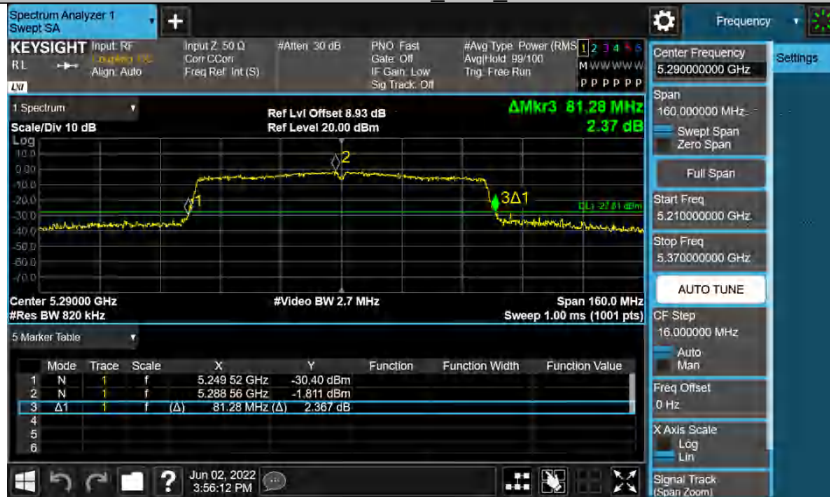 Spectrum Analyzer 1
Swept SA
+
Frequency
KEYSIGHT Input: RF Input Z: 50 Ω #Atten: 30 dB PNO: Fast #Avg Type: Power (RMS 1 2 3 4 5 6
RL Coupling: DC Corr CCorr Gate: Off Avg|Hold: 99/100 M W W W W W
Align: Auto Freq Ref: Int (S) IF Gain: Low Trig: Free Run
LNI Sig Track: Off P P P P P P
Center Frequency
5.290000000 GHz
Settings
Span
160.000000 MHz
Swept Span
Zero Span
Full Span
Start Freq
5.210000000 GHz
Stop Freq
5.370000000 GHz
AUTO TUNE
CF Step
16.000000 MHz
Auto
Man
Freq Offset
0 Hz
X Axis Scale
Log
Lin
Signal Track
(Span Zoom)
1 Spectrum
Scale/Div 10 dB
Ref Lvl Offset 8.93 dB
Ref Level 20.00 dBm
ΔMkr3 81.28 MHz
2.37 dB
Log
10.0
0.00
-10.0
-20.0
-30.0
-40.0
-50.0
-60.0
-70.0
1
2
3Δ1
DL1 -27.81 dBm
Center 5.29000 GHz #Video BW 2.7 MHz Span 160.0 MHz
#Res BW 820 kHz Sweep 1.00 ms (1001 pts)
5 Marker Table
Mode Trace Scale X Y Function Function Width Function Value
1 N 1 f 5.249 52 GHz -30.40 dBm
2 N 1 f 5.288 56 GHz -1.811 dBm
3 Δ1 1 f (Δ) 81.28 MHz (Δ) 2.367 dB
4
5
6
?
Jun 02, 2022
3:56:12 PM